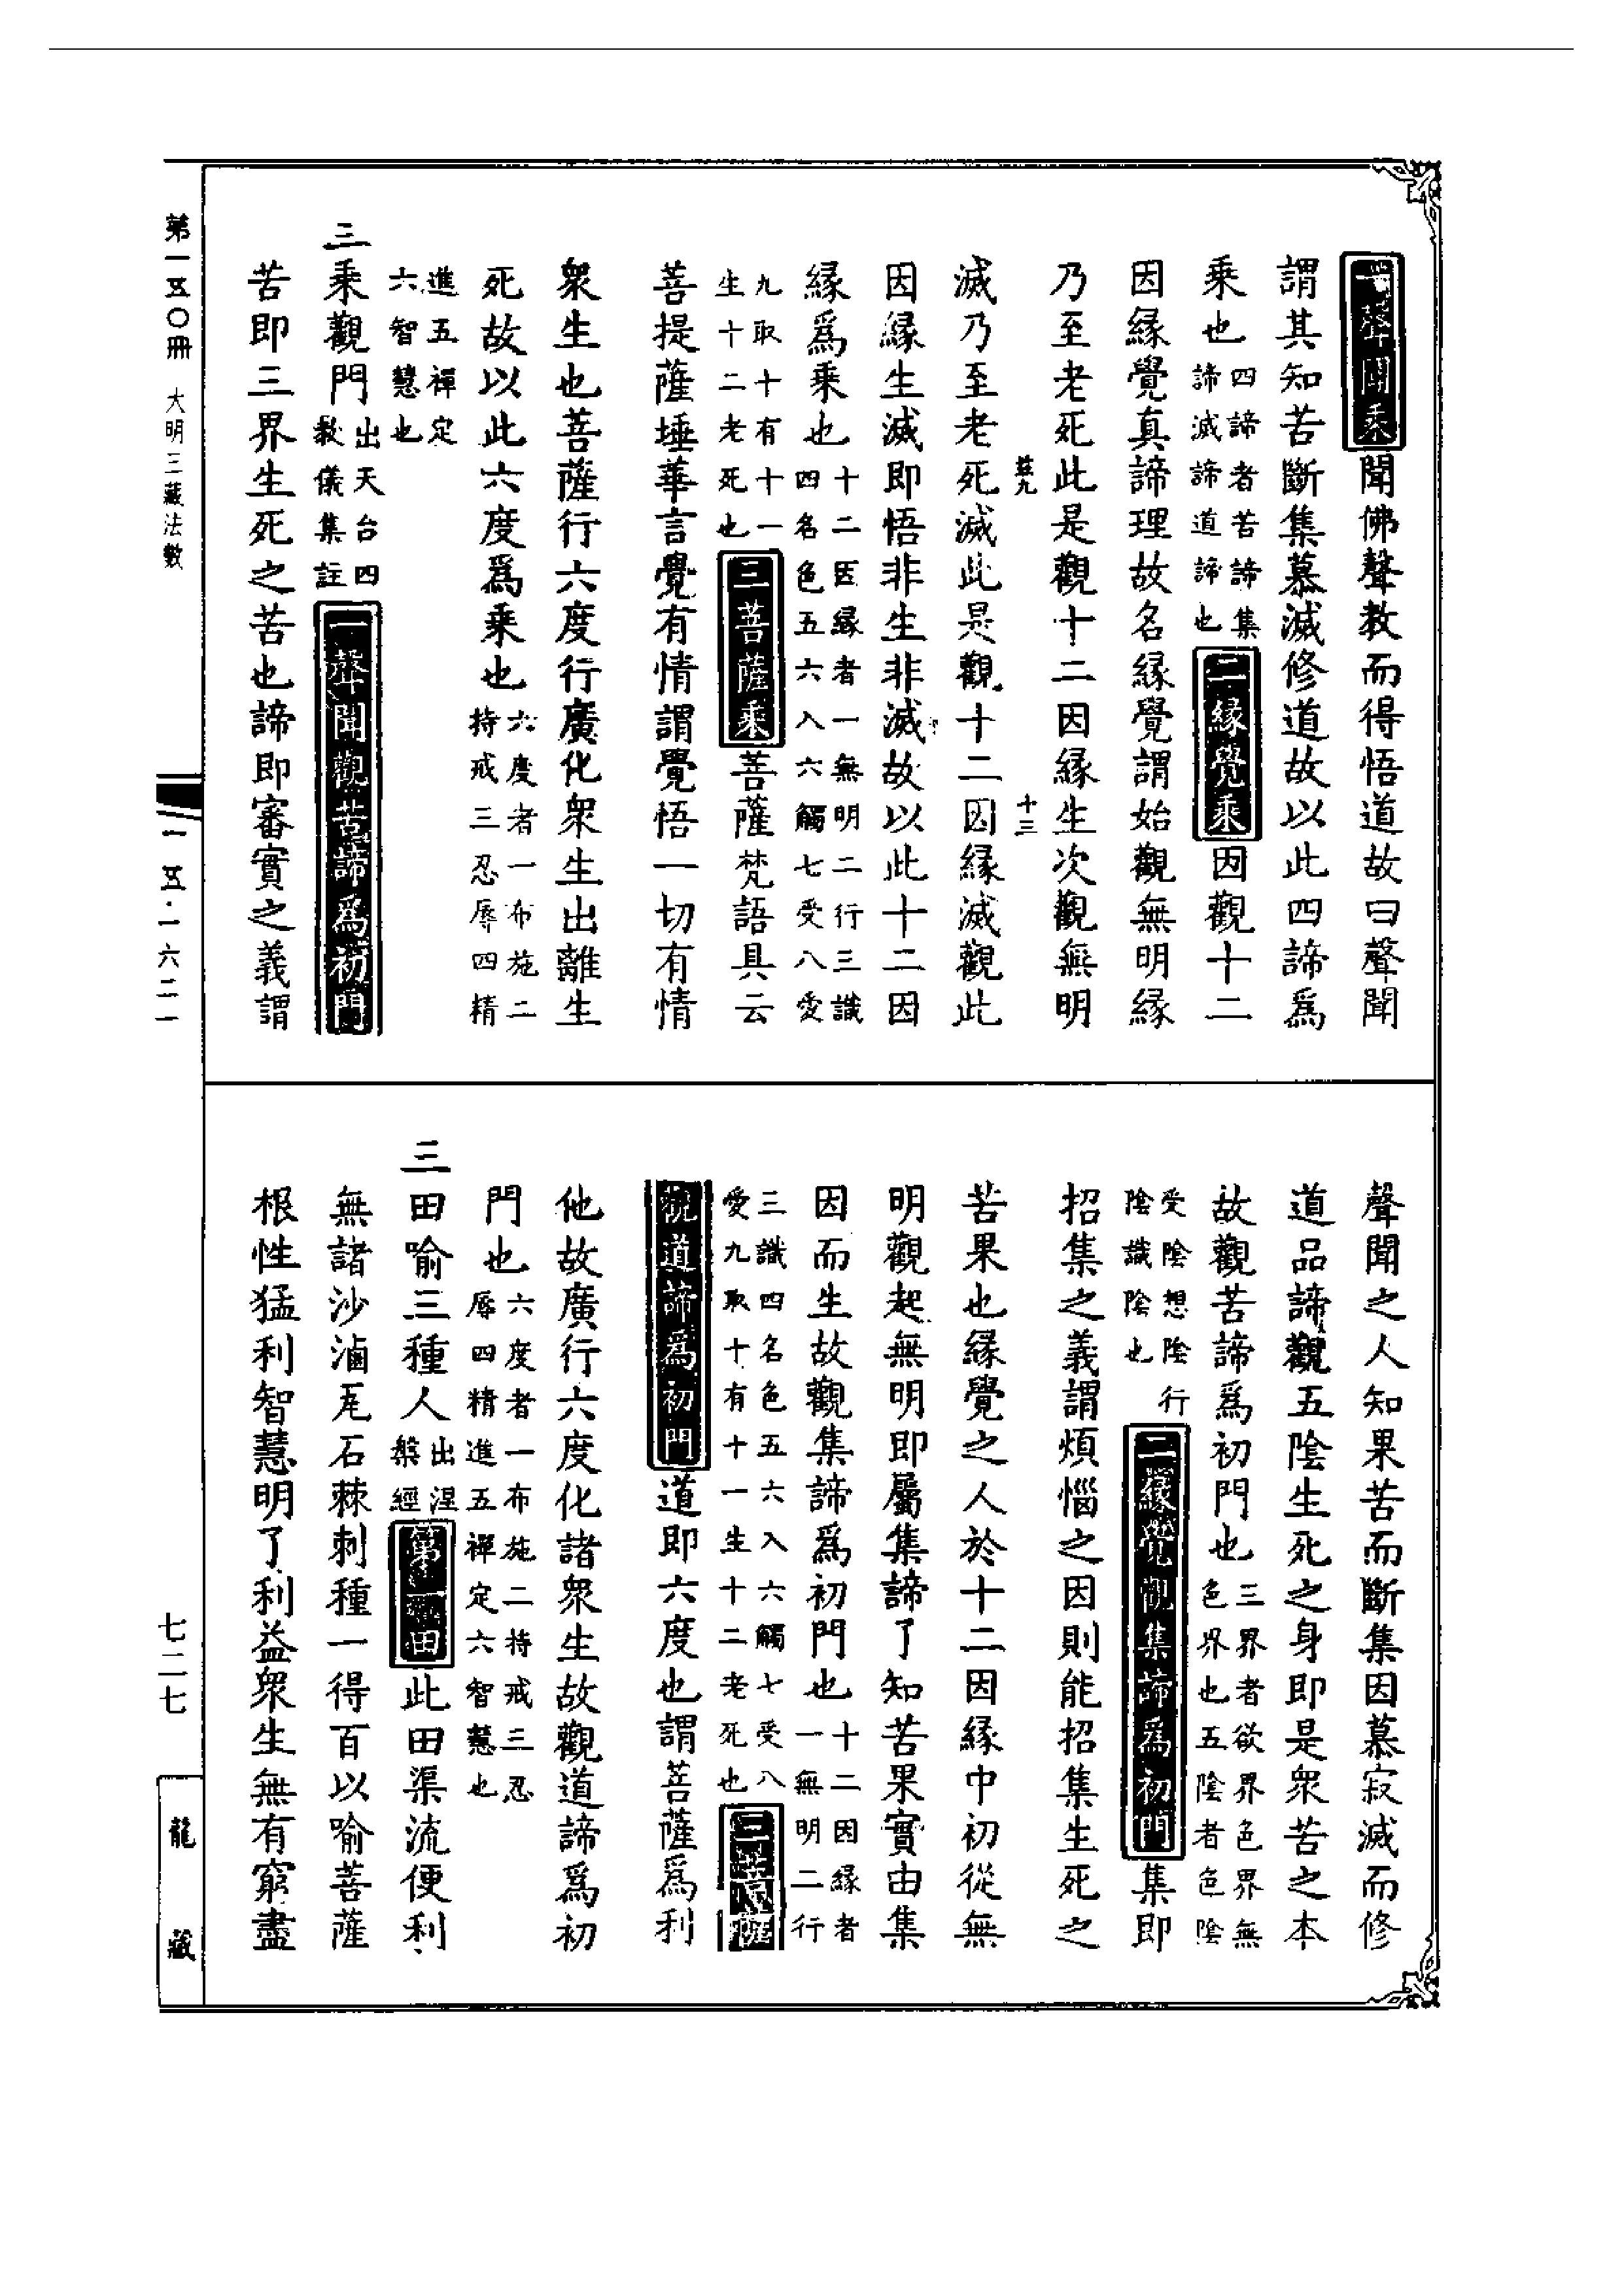 一聲聞乘聞佛聲教而得悟道故曰聲聞
謂其知苦斷集慕滅修道故以此四諦爲
乘也四諦者苦諦集諦滅諦道諦也二緣覺乘因觀十二
因緣覺真諦理故名緣覺謂始觀無明緣
乃至老死此是觀十二因緣生次觀無明
滅乃至老死滅此是觀十二因緣滅觀此
因緣生滅即悟非生非滅故以此十二因
緣爲乘也十二因緣者一無明二行三識四名色五六入六觸七受八愛
九取十有十一生十二老死也三菩薩乘菩薩梵語具云
菩提薩埵華言覺有情謂覺悟一切有情
衆生也菩薩行六度行廣化衆生出離生
死故以此六度爲乘也六度者一布施二持戒三忍辱四精
進五禪定六智慧也
三乘觀門出天台四教儀集註一聲聞觀苦諦爲初門
苦即三界生死之苦也諦即審實之義謂
聲聞之人知果苦而斷集因慕寂滅而修
道品諦觀五陰生死之身即是衆苦之本
故觀苦諦爲初門也三界者欲界色界無色界也五陰者色陰
受陰想陰行陰識陰也二緣覺觀集諦爲初門集即
招集之義謂煩惱之因則能招集生死之
苦果也緣覺之人於十二因緣中初從無
明觀起無明即屬集諦了知苦果實由集
因而生故觀集諦爲初門也十二因緣者一無明二行
三識四名色五六入六觸七受八愛九取十有十一生十二老死也三菩薩
觀道諦爲初門道即六度也謂菩薩爲利
他故廣行六度化諸衆生故觀道諦爲初
門也六度者一布施二持戒三忍辱四精進五禪定六智慧也
三田喻三種人出涅槃經第一田此田渠流便利
無諸沙滷瓦石棘刺種一得百以喻菩薩
根性猛利智慧明了利益衆生無有窮盡
第一五〇冊 大明三藏法數
一五·一六二一
七二七
龍藏